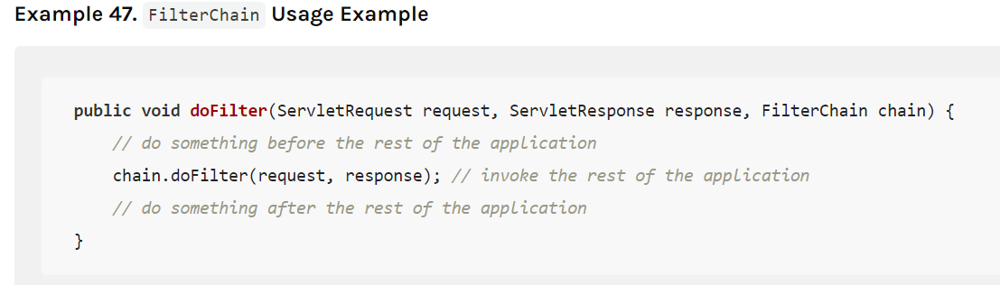 Example 47. FilterChain Usage Example
public void doFilter(ServletRequest request, ServletResponse response, FilterChain chain) {
    // do something before the rest of the application
    chain.doFilter(request, response); // invoke the rest of the application
    // do something after the rest of the application
}